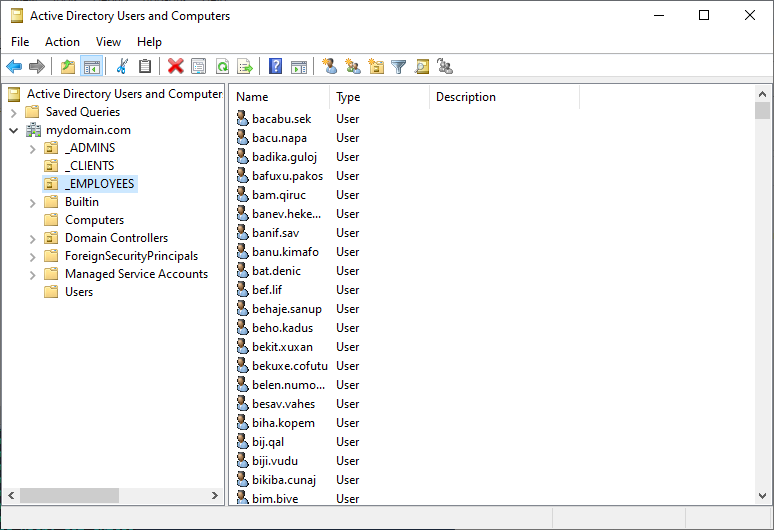 Active Directory Users and Computers
File Action View Help
Active Directory Users and Computer
Saved Queries
mydomain.com
_ADMINS
_CLIENTS
_EMPLOYEES
Builtin
Computers
Domain Controllers
ForeignSecurityPrincipals
Managed Service Accounts
Users
Name Type Description
bacabu.sek User
bacu.napa User
badika.guloj User
bafuxu.pakos User
bam.qiruc User
banev.heke... User
banif.sav User
banu.kimafo User
bat.denic User
bef.lif User
behaje.sanup User
beho.kadus User
bekit.xuxan User
bekuxe.cofutu User
belen.numo... User
besav.vahes User
biha.kopem User
bij.qal User
biji.vudu User
bikiba.cunaj User
bim.bive User